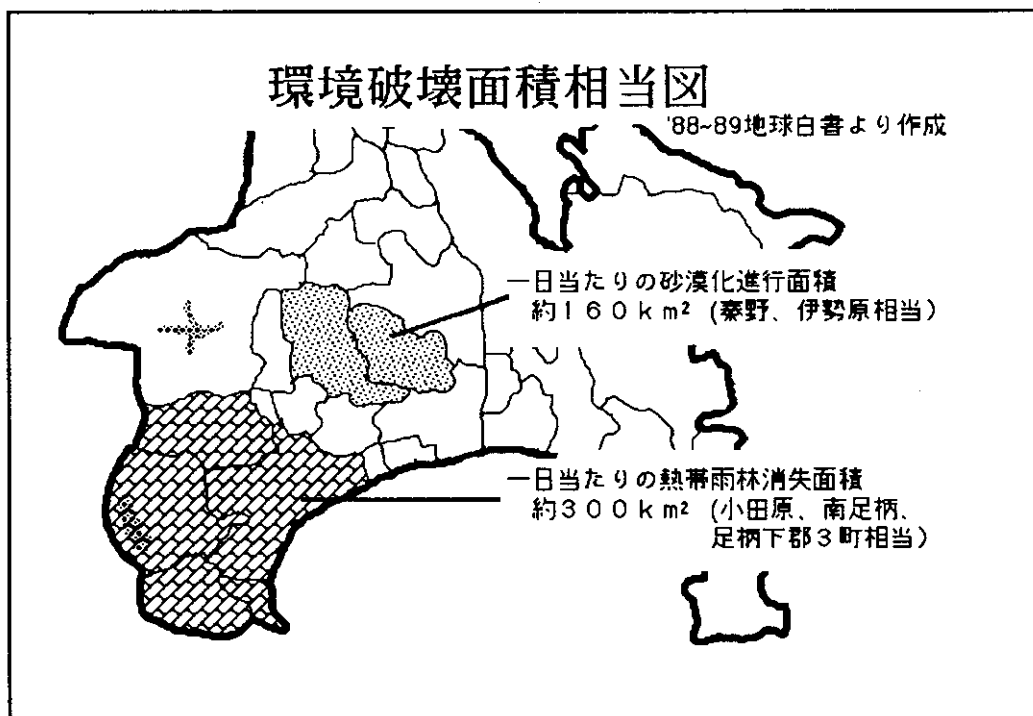 環境破壊面積相当図
'88~89地球白書より作成
一日当たりの砂漠化進行面積
約160km² (秦野、伊勢原相当)
一日当たりの熱帯雨林消失面積
約300km² (小田原、南足柄、
足柄下郡3町相当)